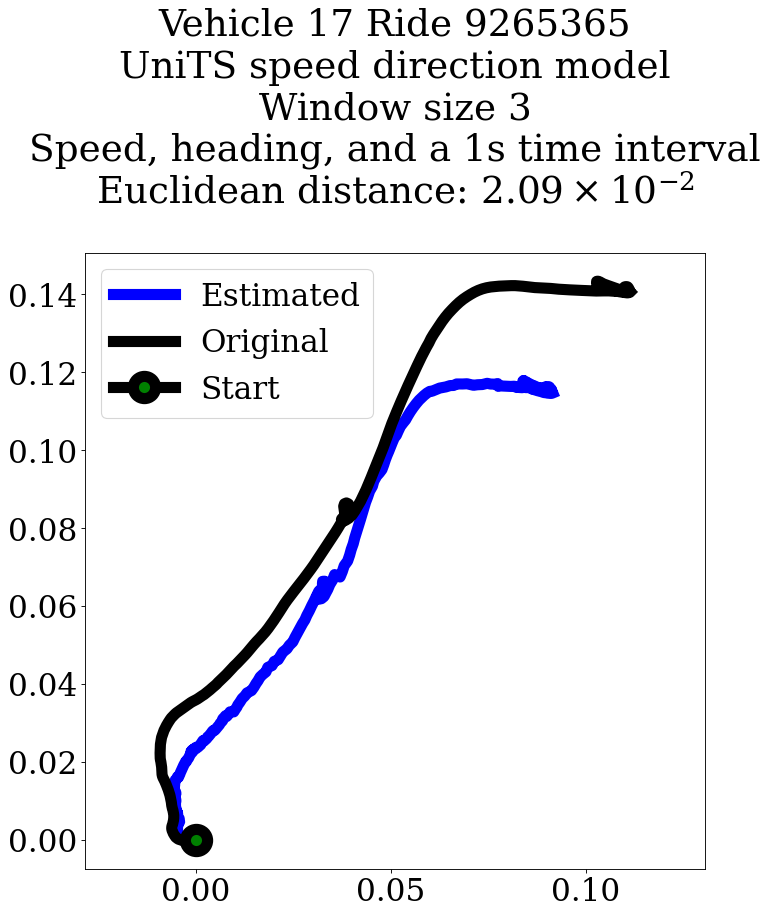 Vehicle 17 Ride 9265365
UniTS speed direction model
Window size 3
Speed, heading, and a 1s time interval
Euclidean distance: 2.09 × 10⁻²
Estimated
Original
Start
0.14
0.12
0.10
0.08
0.06
0.04
0.02
0.00
0.00 0.05 0.10